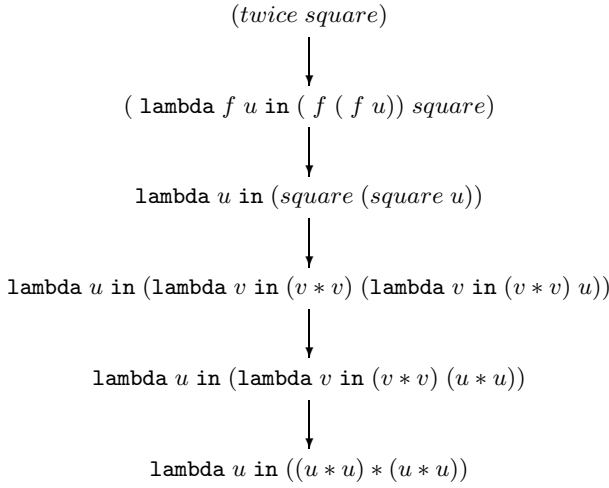 (twice square)
( lambda f u in ( f ( f u)) square)
lambda u in (square (square u))
lambda u in (lambda v in (v ∗ v) (lambda v in (v ∗ v) u))
lambda u in (lambda v in (v ∗ v) (u ∗ u))
lambda u in ((u ∗ u) ∗ (u ∗ u))